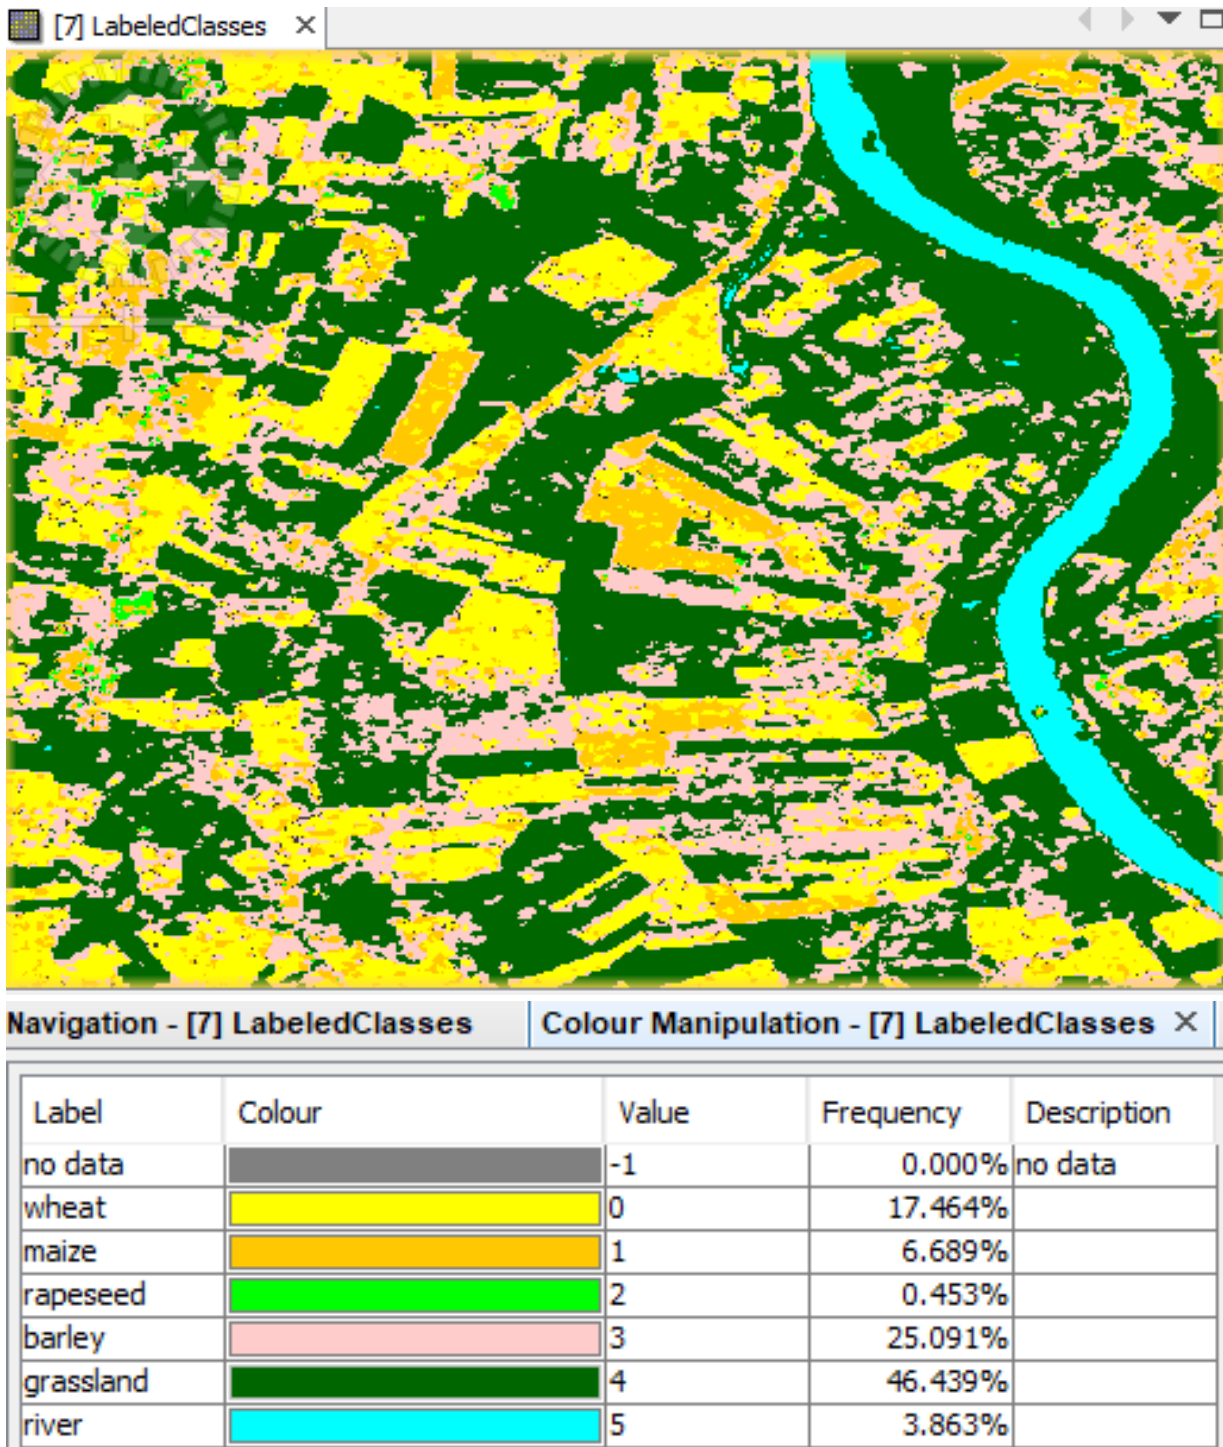 [7] LabeledClasses
Navigation - [7] LabeledClasses Colour Manipulation - [7] LabeledClasses
Label Colour Value Frequency Description
no data -1 0.000% no data
wheat 0 17.464%
maize 1 6.689%
rapeseed 2 0.453%
barley 3 25.091%
grassland 4 46.439%
river 5 3.863%